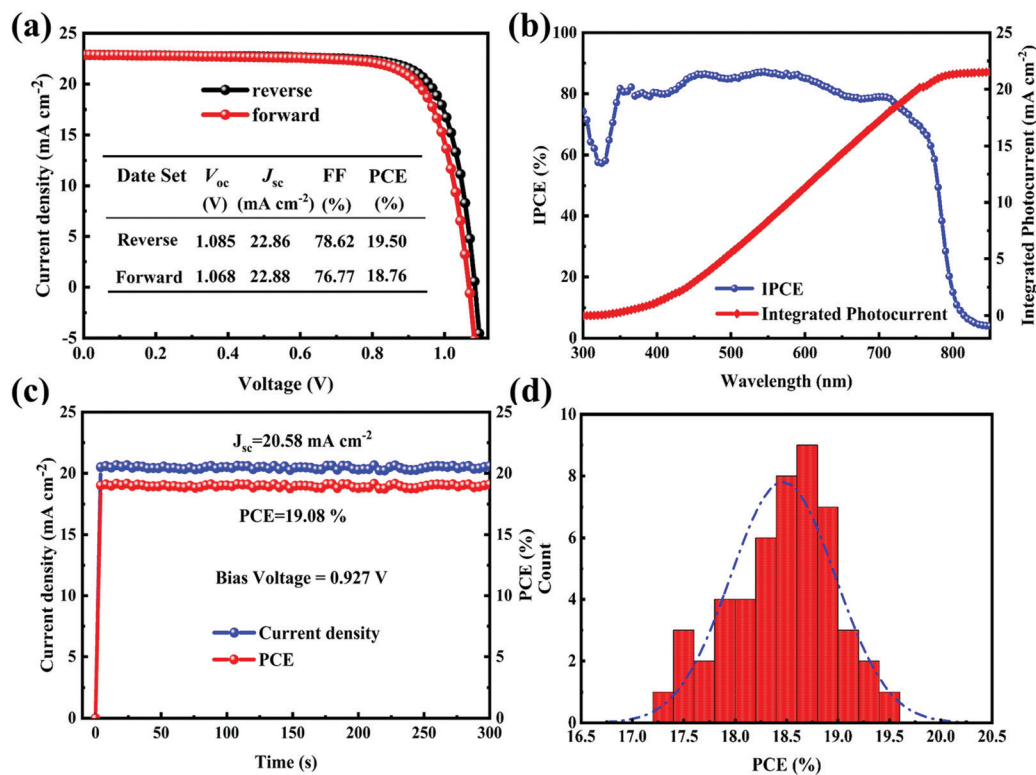 (a)
25
20
15
10
5
0
-5
Current density (mA cm⁻²)
reverse
forward
Date Set Voc Jsc FF PCE
(V) (mA cm⁻²) (%) (%)
Reverse 1.085 22.86 78.62 19.50
Forward 1.068 22.88 76.77 18.76
0.0 0.2 0.4 0.6 0.8 1.0
Voltage (V)
(b)
100
80
60
40
20
0
IPCE (%)
25
20
15
10
5
0
Integrated Photocurrrent (mA cm⁻²)
IPCE
Integrated Photocurrent
300 400 500 600 700 800
Wavelength (nm)
(c)
25
20
15
10
5
0
Current density (mA cm⁻²)
Jsc=20.58 mA cm⁻²
PCE=19.08 %
Bias Voltage = 0.927 V
Current density
PCE
25
20
15
10
5
0
PCE (%)
0 50 100 150 200 250 300
Time (s)
(d)
10
8
6
4
2
0
Count
16.5 17.0 17.5 18.0 18.5 19.0 19.5 20.0 20.5
PCE (%)